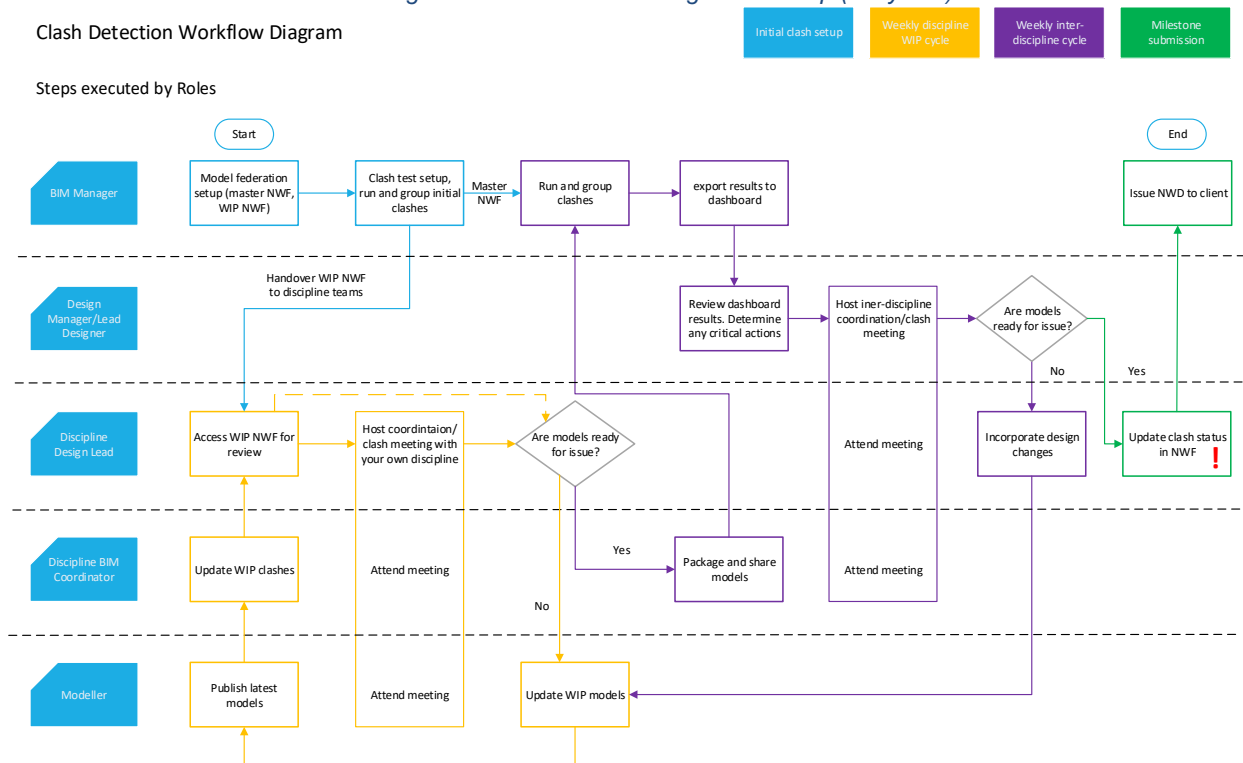 Clash Detection Workflow Diagram
Initial clash setup
Weekly discipline
WIP cycle
Weekly inter-
discipline cycle
Milestone
submission
Steps executed by Roles
Start
End
BIM Manager
Model federation
setup (master NWF,
WIP NWF)
Clash test setup,
run and group initial
clashes
Master
NWF
Run and group
clashes
export results to
dashboard
Issue NWD to client
Handover WIP NWF
to discipline teams
Design
Manager/Lead
Designer
Review dashboard
results. Determine
any critical actions
Host iner-discipline
coordination/clash
meeting
Are models
ready for issue?
No
Yes
Discipline
Design Lead
Access WIP NWF for
review
Host coordintaion/
clash meeting with
your own discipline
Are models ready
for issue?
Attend meeting
Incorporate design
changes
Update clash status
in NWF
Discipline BIM
Coordinator
Update WIP clashes
Attend meeting
Yes
Package and share
models
Attend meeting
No
Modeller
Publish latest
models
Attend meeting
Update WIP models